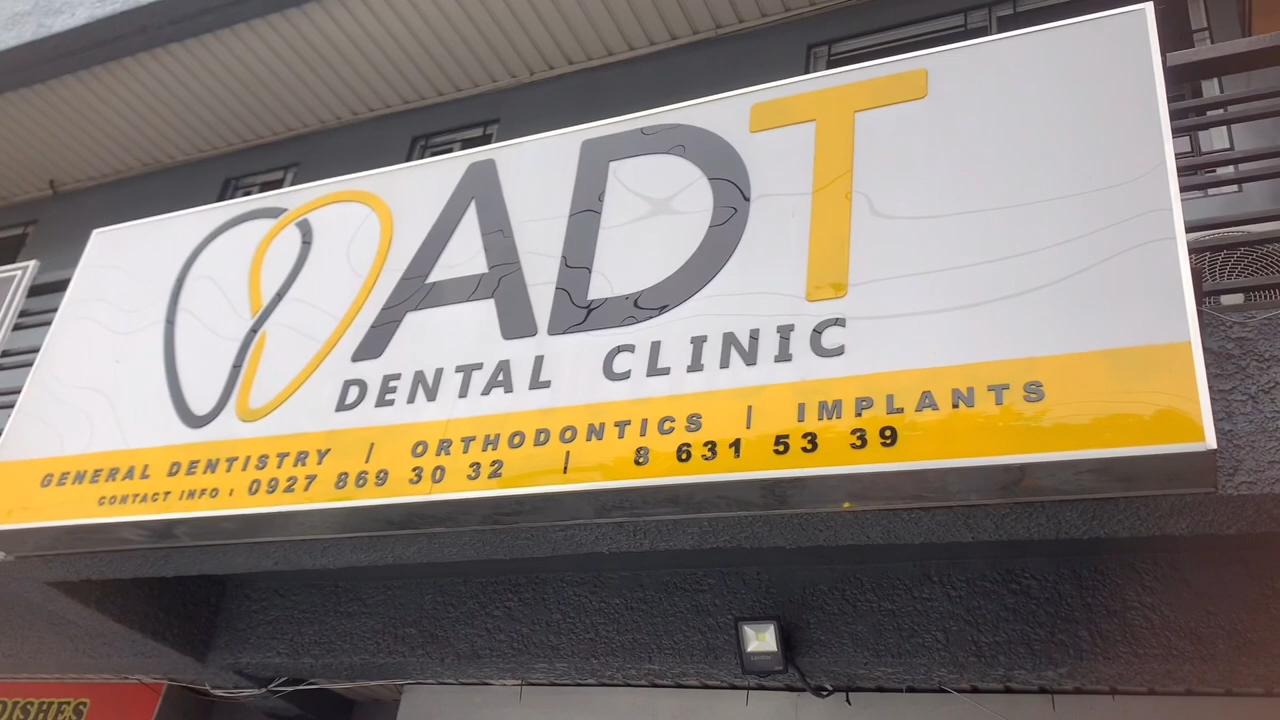 ADT
DENTAL CLINIC
GENERAL DENTISTRY | ORTHODONTICS | IMPLANTS
CONTACT INFO : 0927 869 30 32 | 8 631 53 39
DISHES